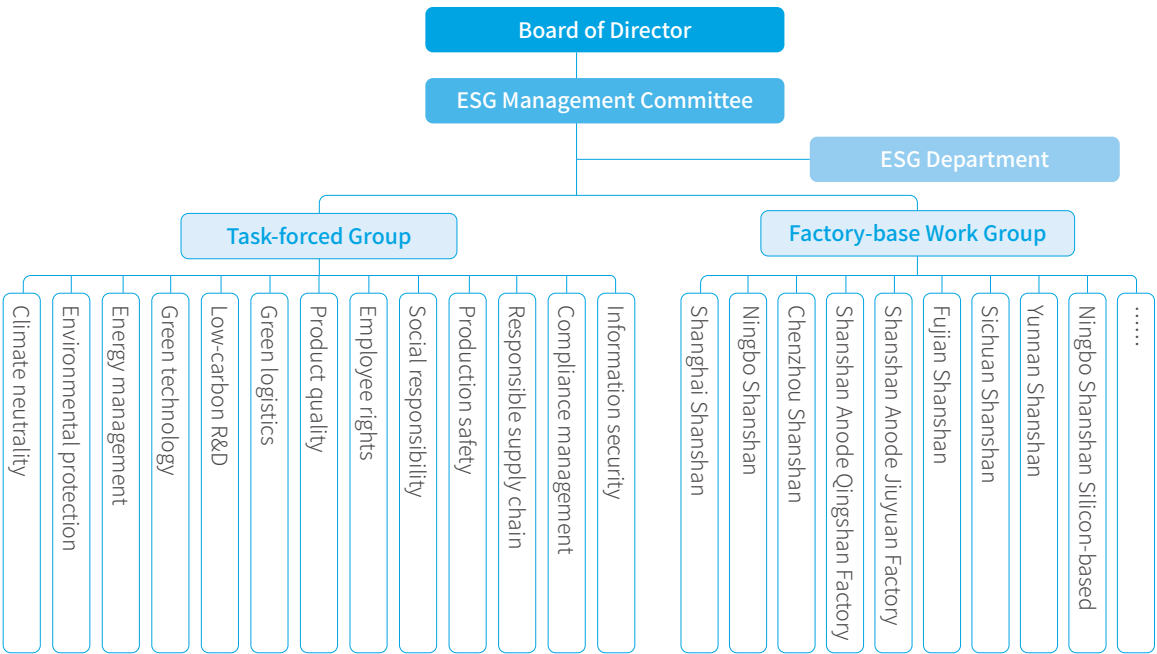 Board of Director
ESG Management Committee
ESG Department
Task-forced Group
Factory-base Work Group
Climate neutrality
Environmental protection
Energy management
Green technology
Low-carbon R&D
Green logistics
Product quality
Employee rights
Social responsibility
Production safety
Responsible supply chain
Compliance management
Information security
Shanghai Shanshan
Ningbo Shanshan
Chenzhou Shanshan
Shanshan Anode Qingshan Factory
Shanshan Anode Jiuyuan Factory
Fujian Shanshan
Sichuan Shanshan
Yunnan Shanshan
Ningbo Shanshan Silicon-based
......